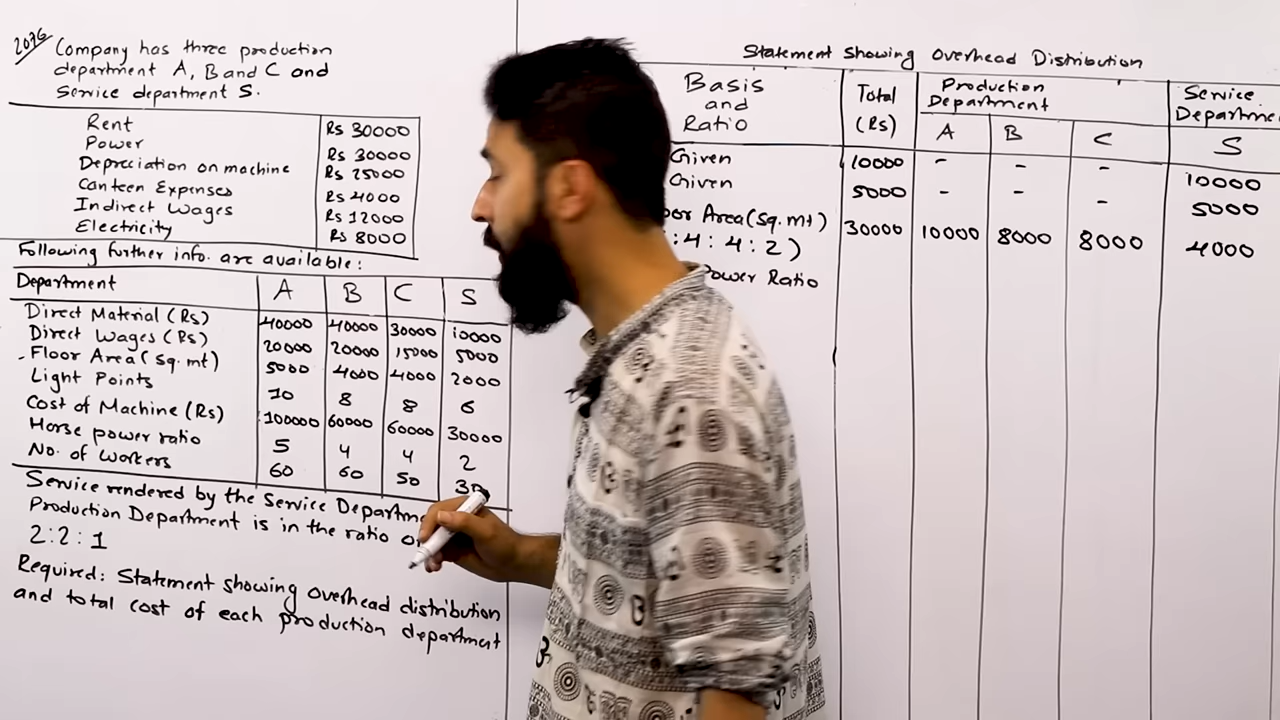 2076
Company has three production
department A, B and C and
Service department S.
Rent Rs 30000
Power Rs 30000
Depreciation on machine Rs 25000
Canteen Expenses Rs 4000
Indirect Wages Rs 12000
Electricity Rs 8000
Following further info. are available:
Department A B C S
Direct Material (Rs) 40000 40000 30000 10000
Direct Wages (Rs) 20000 20000 15000 5000
Floor Area (sq. mt) 5000 4000 4000 2000
Light Points 10 8 8 6
Cost of Machine (Rs) 100000 60000 60000 30000
Horse power ratio 5 4 4 2
No. of workers 60 60 50 30
Service rendered by the Service Departme
Production Department is in the ratio o
2:2:1
Required: Statement showing overhead distribution
and total cost of each production department
Statement Showing Overhead Distribution
Basis and Ratio Total (Rs) Production Department Service Departme
A B C S
Given 10000 - - - 10000
Given 5000 - - - 5000
oor Area (Sq. mt) 30000 10000 8000 8000 4000
:4:4:2)
Power Ratio